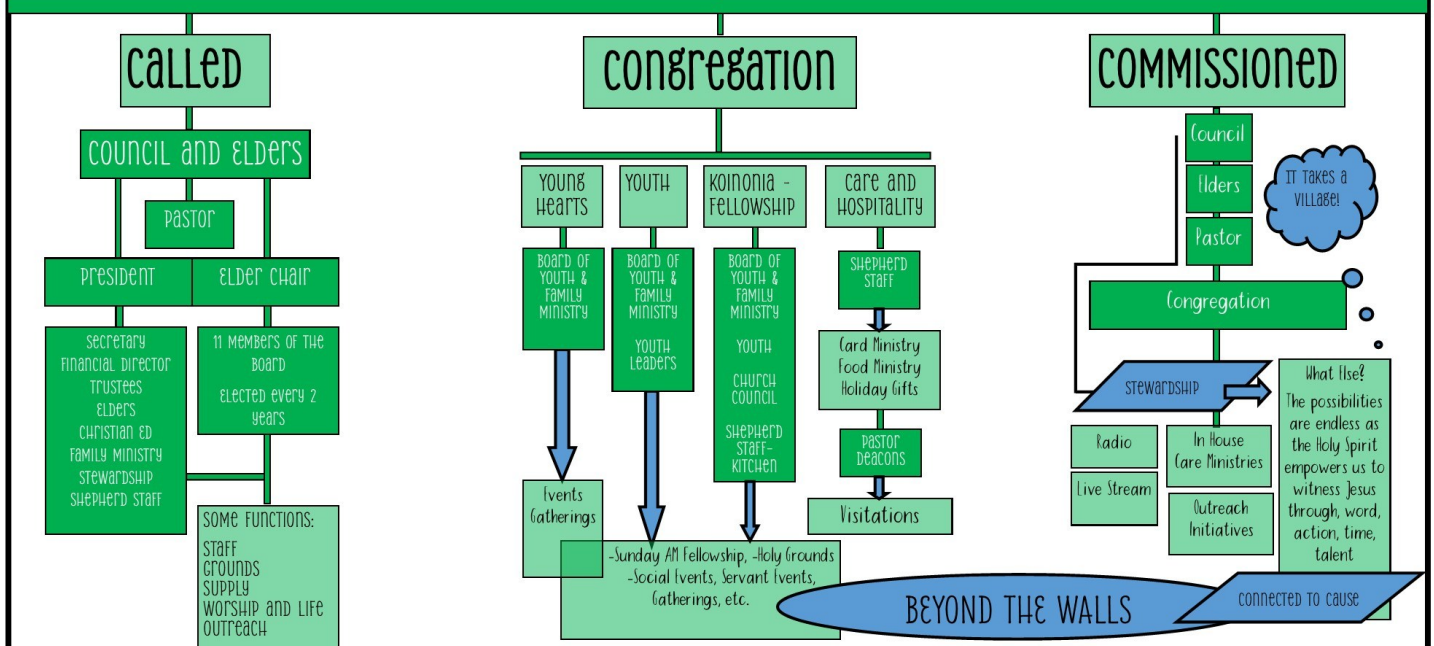 CALLED
COUNCIL AND ELDERS
PASTOR
PRESIDENT
ELDER CHAIR
SECRETARY
FINANCIAL DIRECTOR
TRUSTEES
ELDERS
CHRISTIAN ED
FAMILY MINISTRY
STEWARDSHIP
SHEPHERD STAFF
11 MEMBERS OF THE
BOARD
ELECTED EVERY 2
YEARS
SOME FUNCTIONS:
STAFF
GROUNDS
SUPPLY
WORSHIP AND LIFE
OUTREACH
CONGREGATION
YOUNG
HEARTS
BOARD OF
YOUTH &
FAMILY
MINISTRY
Events
Gatherings
YOUTH
BOARD OF
YOUTH &
FAMILY
MINISTRY
YOUTH
LEADERS
KOINONIA -
FELLOWSHIP
BOARD OF
YOUTH &
FAMILY
MINISTRY
YOUTH
CHURCH
COUNCIL
SHEPHERD
STAFF-
KITCHEN
-Sunday AM Fellowship, -Holy Grounds
-Social Events, Servant Events,
Gatherings, etc.
CARE AND
HOSPITALITY
SHEPHERD
STAFF
Card Ministry
Food Ministry
Holiday Gifts
PASTOR
DEACONS
Visitations
COMMISSIONED
Council
Elders
Pastor
IT TAKES A
VILLAGE!
Congregation
STEWARDSHIP
Radio
Live Stream
In House
Care Ministries
Outreach
Initiatives
What Else?
The possibilities
are endless as
the Holy Spirit
empowers us to
witness Jesus
through, word,
action, time,
talent
BEYOND THE WALLS
CONNECTED TO CAUSE